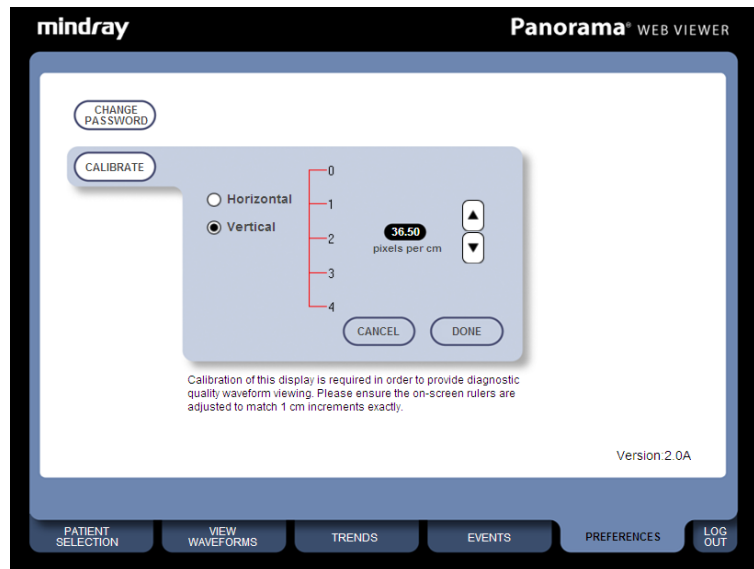 mindray
Panorama® WEB VIEWER
CHANGE
PASSWORD
CALIBRATE
Horizontal
Vertical
0
1
2
3
4
36.50
pixels per cm
CANCEL
DONE
Calibration of this display is required in order to provide diagnostic
quality waveform viewing. Please ensure the on-screen rulers are
adjusted to match 1 cm increments exactly.
Version:2.0A
PATIENT
SELECTION
VIEW
WAVEFORMS
TRENDS
EVENTS
PREFERENCES
LOG
OUT